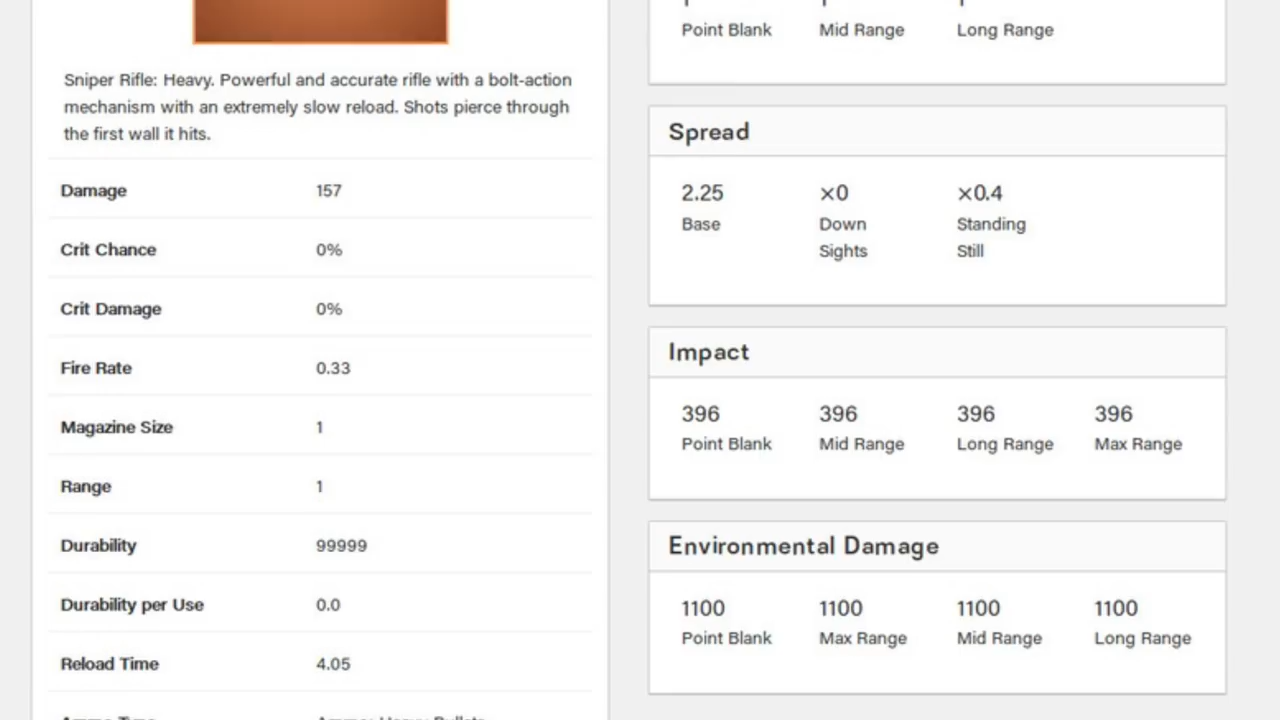 Sniper Rifle: Heavy. Powerful and accurate rifle with a bolt-action
mechanism with an extremely slow reload. Shots pierce through
the first wall it hits.
Damage 157
Crit Chance 0%
Crit Damage 0%
Fire Rate 0.33
Magazine Size 1
Range 1
Durability 99999
Durability per Use 0.0
Reload Time 4.05
Point Blank Mid Range Long Range
Spread
2.25 ×0 ×0.4
Base Down Standing
Sights Still
Impact
396 396 396 396
Point Blank Mid Range Long Range Max Range
Environmental Damage
1100 1100 1100 1100
Point Blank Max Range Mid Range Long Range